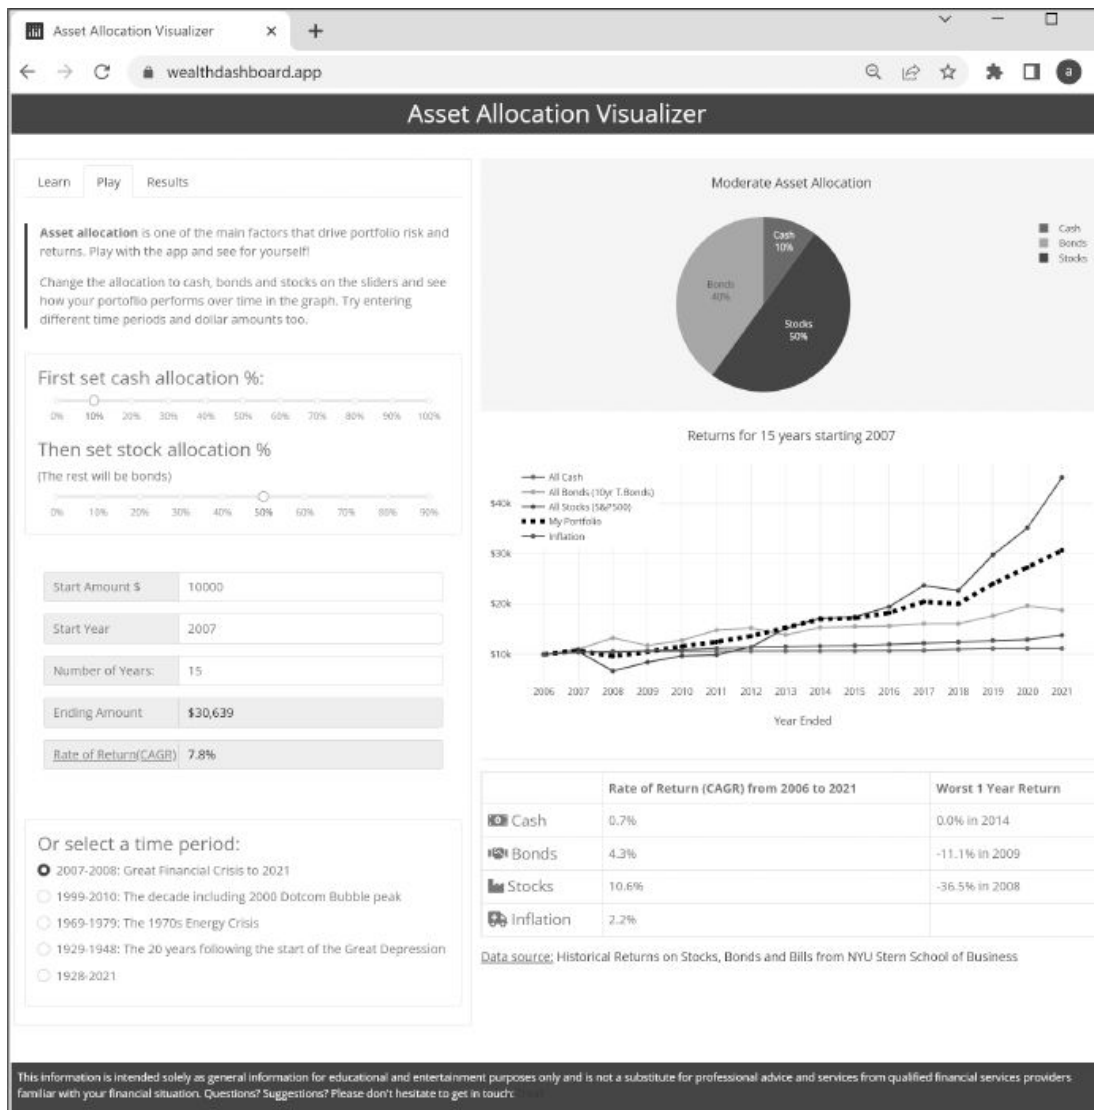 Asset Allocation Visualizer
wealthdashboard.app
a
Asset Allocation Visualizer
Learn Play Results
Asset allocation is one of the main factors that drive portfolio risk and
returns. Play with the app and see for yourself!
Change the allocation to cash, bonds and stocks on the sliders and see
how your portoflio performs over time in the graph. Try entering
different time periods and dollar amounts too.
First set cash allocation %:
0% 10% 20% 30% 40% 50% 60% 70% 80% 90% 100%
Then set stock allocation %
(The rest will be bonds)
0% 10% 20% 30% 40% 50% 60% 70% 80% 90%
Start Amount $ 10000
Start Year 2007
Number of Years: 15
Ending Amount $30,639
Rate of Return(CAGR) 7.8%
Or select a time period:
2007-2008: Great Financial Crisis to 2021
1999-2010: The decade including 2000 Dotcom Bubble peak
1969-1979: The 1970s Energy Crisis
1929-1948: The 20 years following the start of the Great Depression
1928-2021
Moderate Asset Allocation
Cash
10%
Bonds
40%
Stocks
50%
Cash
Bonds
Stocks
Returns for 15 years starting 2007
All Cash
All Bonds (10yr T.Bonds)
All Stocks (S&P500)
My Portfolio
Inflation
$40k
$30k
$20k
$10k
2006 2007 2008 2009 2010 2011 2012 2013 2014 2015 2016 2017 2018 2019 2020 2021
Year Ended
Rate of Return (CAGR) from 2006 to 2021 Worst 1 Year Return
Cash 0.7% 0.0% in 2014
Bonds 4.3% -11.1% in 2009
Stocks 10.6% -36.5% in 2008
Inflation 2.2%
Data source: Historical Returns on Stocks, Bonds and Bills from NYU Stern School of Business
This information is intended solely as general information for educational and entertainment purposes only and is not a substitute for professional advice and services from qualified financial services providers
familiar with your financial situation. Questions? Suggestions? Please don't hesitate to get in touch: